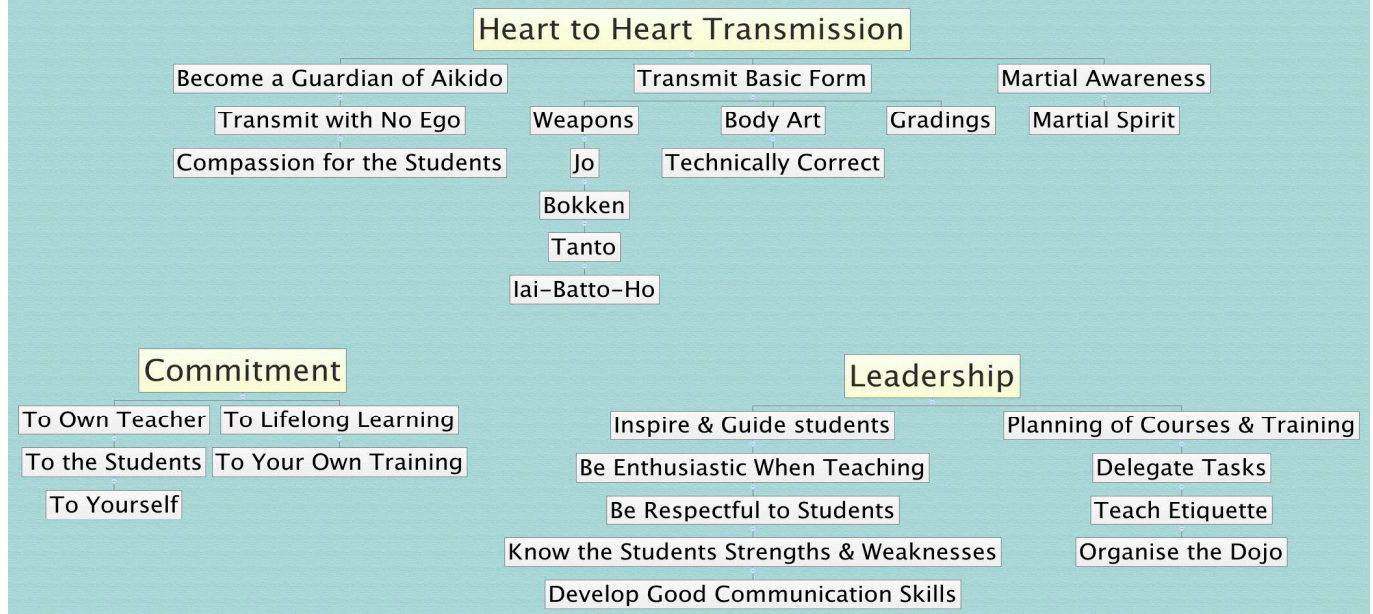 Heart to Heart Transmission
Become a Guardian of Aikido
Transmit Basic Form
Martial Awareness
Transmit with No Ego
Weapons
Body Art
Gradings
Martial Spirit
Compassion for the Students
Jo
Technically Correct
Bokken
Tanto
Iai-Batto-Ho
Commitment
To Own Teacher
To Lifelong Learning
To the Students
To Your Own Training
To Yourself
Leadership
Inspire & Guide students
Planning of Courses & Training
Be Enthusiastic When Teaching
Delegate Tasks
Be Respectful to Students
Teach Etiquette
Know the Students Strengths & Weaknesses
Organise the Dojo
Develop Good Communication Skills